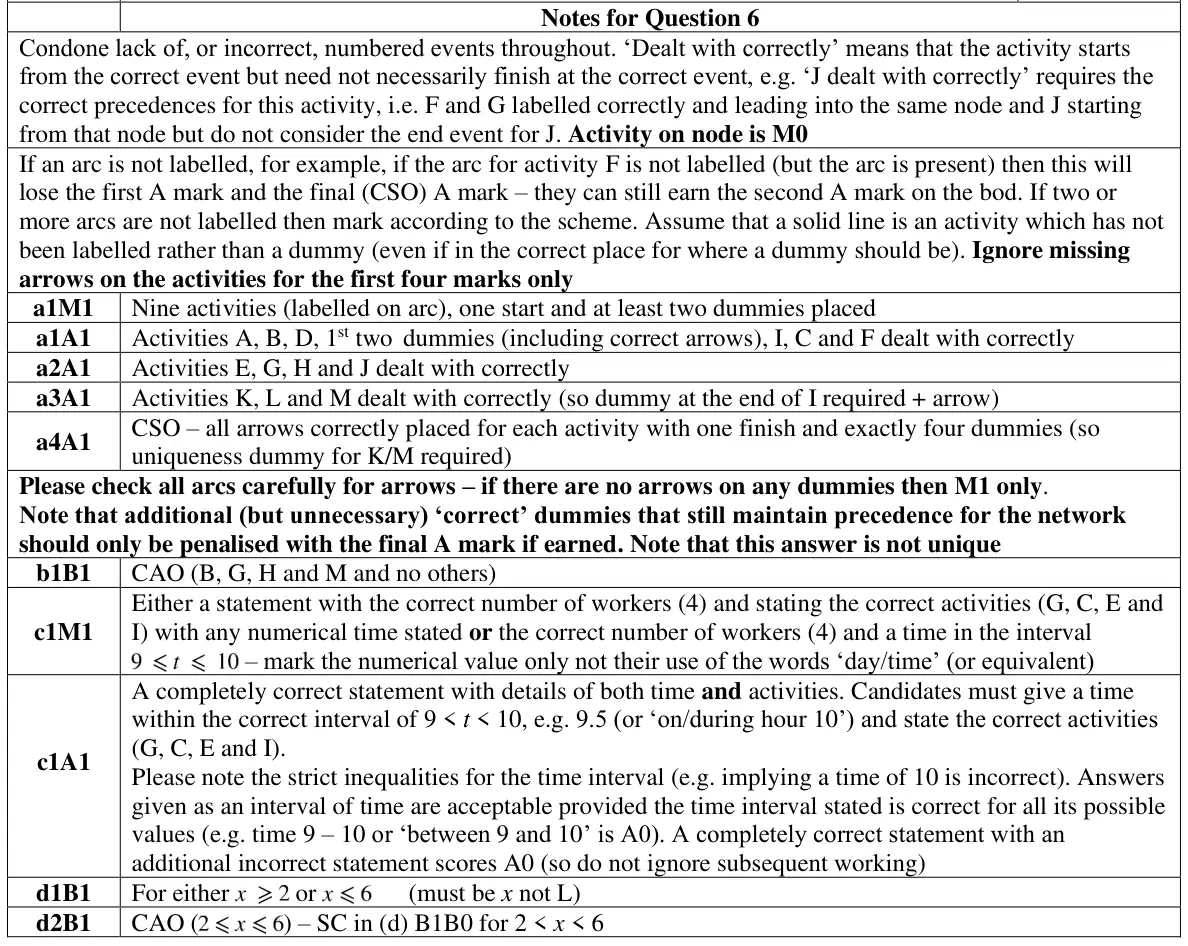 Notes for Question 6
Condone lack of, or incorrect, numbered events throughout. ‘Dealt with correctly’ means that the activity starts
from the correct event but need not necessarily finish at the correct event, e.g. ‘J dealt with correctly’ requires the
correct precedences for this activity, i.e. F and G labelled correctly and leading into the same node and J starting
from that node but do not consider the end event for J. Activity on node is M0
If an arc is not labelled, for example, if the arc for activity F is not labelled (but the arc is present) then this will
lose the first A mark and the final (CSO) A mark – they can still earn the second A mark on the bod. If two or
more arcs are not labelled then mark according to the scheme. Assume that a solid line is an activity which has not
been labelled rather than a dummy (even if in the correct place for where a dummy should be). Ignore missing
arrows on the activities for the first four marks only
a1M1 Nine activities (labelled on arc), one start and at least two dummies placed
a1A1 Activities A, B, D, 1st two dummies (including correct arrows), I, C and F dealt with correctly
a2A1 Activities E, G, H and J dealt with correctly
a3A1 Activities K, L and M dealt with correctly (so dummy at the end of I required + arrow)
a4A1 CSO – all arrows correctly placed for each activity with one finish and exactly four dummies (so
uniqueness dummy for K/M required)
Please check all arcs carefully for arrows – if there are no arrows on any dummies then M1 only.
Note that additional (but unnecessary) ‘correct’ dummies that still maintain precedence for the network
should only be penalised with the final A mark if earned. Note that this answer is not unique
b1B1 CAO (B, G, H and M and no others)
c1M1 Either a statement with the correct number of workers (4) and stating the correct activities (G, C, E and
I) with any numerical time stated or the correct number of workers (4) and a time in the interval
9 ⩽ t ⩽ 10 – mark the numerical value only not their use of the words ‘day/time’ (or equivalent)
c1A1 A completely correct statement with details of both time and activities. Candidates must give a time
within the correct interval of 9 < t < 10, e.g. 9.5 (or ‘on/during hour 10’) and state the correct activities
(G, C, E and I).
Please note the strict inequalities for the time interval (e.g. implying a time of 10 is incorrect). Answers
given as an interval of time are acceptable provided the time interval stated is correct for all its possible
values (e.g. time 9 – 10 or ‘between 9 and 10’ is A0). A completely correct statement with an
additional incorrect statement scores A0 (so do not ignore subsequent working)
d1B1 For either x ⩾ 2 or x ⩽ 6 (must be x not L)
d2B1 CAO (2 ⩽ x ⩽ 6) – SC in (d) B1B0 for 2 < x < 6